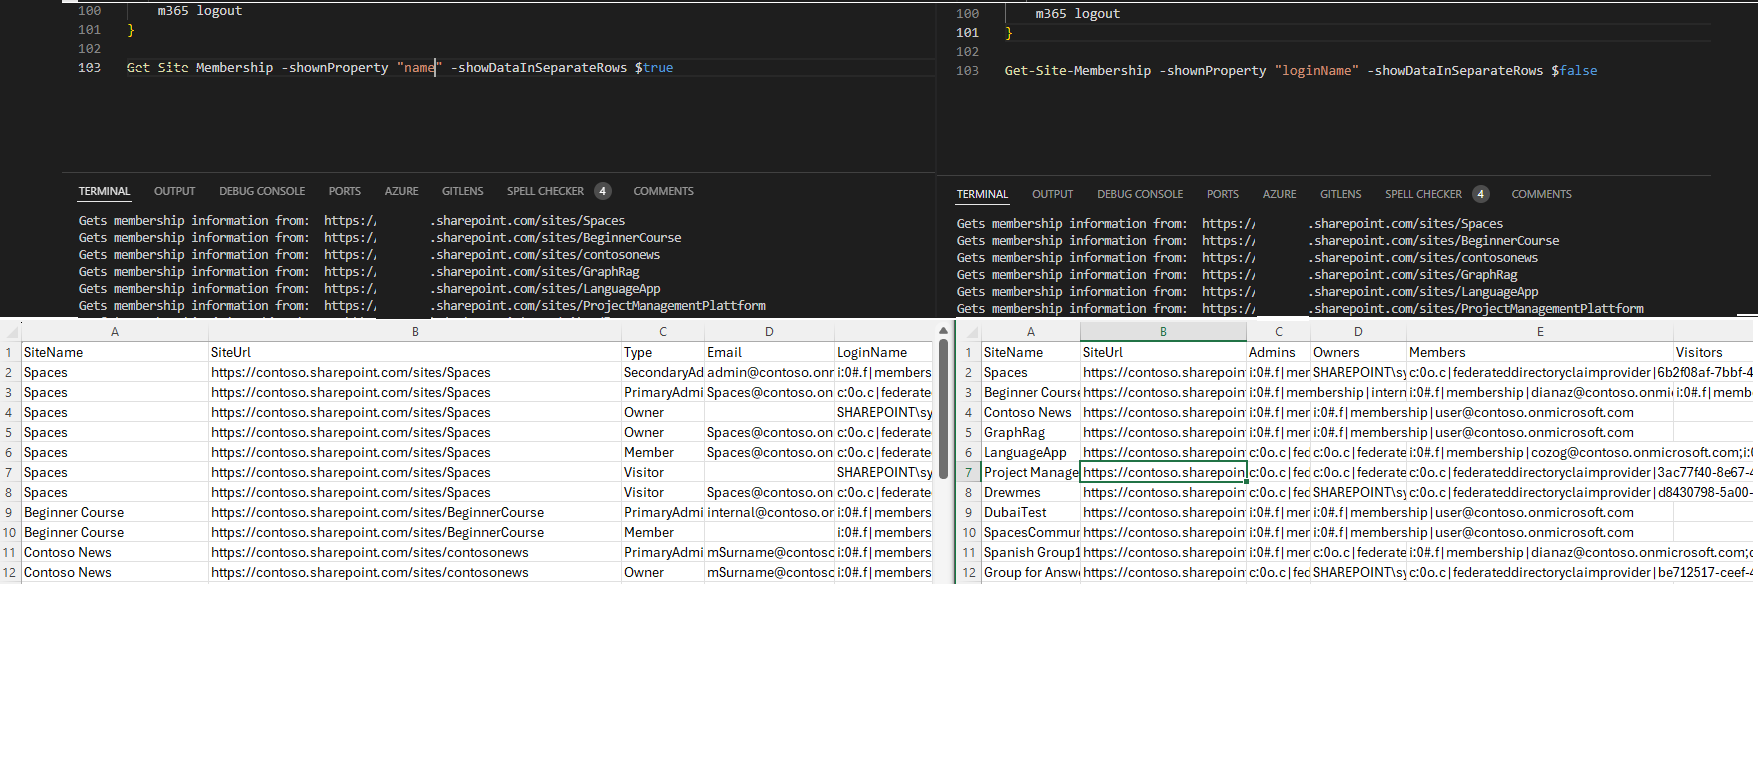 100 m365 logout
101 }
102
103 Get-Site-Membership -shownProperty "name" -showDataInSeparateRows $true
TERMINAL OUTPUT DEBUG CONSOLE PORTS AZURE GITLENS SPELL CHECKER 4 COMMENTS
Gets membership information from: https:// .sharepoint.com/sites/Spaces
Gets membership information from: https:// .sharepoint.com/sites/BeginnerCourse
Gets membership information from: https:// .sharepoint.com/sites/contosonews
Gets membership information from: https:// .sharepoint.com/sites/GraphRag
Gets membership information from: https:// .sharepoint.com/sites/LanguageApp
Gets membership information from: https:// .sharepoint.com/sites/ProjectManagementPlattform
100 m365 logout
101 }
102
103 Get-Site-Membership -shownProperty "loginName" -showDataInSeparateRows $false
TERMINAL OUTPUT DEBUG CONSOLE PORTS AZURE GITLENS SPELL CHECKER 4 COMMENTS
Gets membership information from: https:// .sharepoint.com/sites/Spaces
Gets membership information from: https:// .sharepoint.com/sites/BeginnerCourse
Gets membership information from: https:// .sharepoint.com/sites/contosonews
Gets membership information from: https:// .sharepoint.com/sites/GraphRag
Gets membership information from: https:// .sharepoint.com/sites/LanguageApp
Gets membership information from: https:// .sharepoint.com/sites/ProjectManagementPlattform
A B C D
1 SiteName SiteUrl Type Email LoginName
2 Spaces https://contoso.sharepoint.com/sites/Spaces SecondaryAd admin@contoso.onr i:0#.f|members
3 Spaces https://contoso.sharepoint.com/sites/Spaces PrimaryAdmi Spaces@contoso.on c:0o.c|federate
4 Spaces https://contoso.sharepoint.com/sites/Spaces Owner SHAREPOINT\sy
5 Spaces https://contoso.sharepoint.com/sites/Spaces Owner Spaces@contoso.on c:0o.c|federate
6 Spaces https://contoso.sharepoint.com/sites/Spaces Member Spaces@contoso.on c:0o.c|federate
7 Spaces https://contoso.sharepoint.com/sites/Spaces Visitor SHAREPOINT\sy
8 Spaces https://contoso.sharepoint.com/sites/Spaces Visitor Spaces@contoso.on c:0o.c|federate
9 Beginner Course https://contoso.sharepoint.com/sites/BeginnerCourse PrimaryAdmi internal@contoso.or i:0#.f|members
10 Beginner Course https://contoso.sharepoint.com/sites/BeginnerCourse Member i:0#.f|members
11 Contoso News https://contoso.sharepoint.com/sites/contosonews PrimaryAdmi mSurname@contoso i:0#.f|members
12 Contoso News https://contoso.sharepoint.com/sites/contosonews Owner mSurname@contoso i:0#.f|members
A B C D E
1 SiteName SiteUrl Admins Owners Members Visitors
2 Spaces https://contoso.sharepoin i:0#.f|mer SHAREPOINT\sy c:0o.c|federateddirectoryclaimprovider|6b2f08af-7bbf-4
3 Beginner Course https://contoso.sharepoin i:0#.f|membership|intern i:0#.f|membership|dianaz@contoso.onmi i:0#.f|memb
4 Contoso News https://contoso.sharepoin i:0#.f|mer i:0#.f|membership|user@contoso.onmicrosoft.com
5 GraphRag https://contoso.sharepoin i:0#.f|mer i:0#.f|membership|user@contoso.onmicrosoft.com
6 LanguageApp https://contoso.sharepoin c:0o.c|fed c:0o.c|federate i:0#.f|membership|cozog@contoso.onmicrosoft.com;i:0
7 Project Manage https://contoso.sharepoin c:0o.c|fed c:0o.c|federate c:0o.c|federateddirectoryclaimprovider|3ac77f40-8e67-4
8 Drewmes https://contoso.sharepoin c:0o.c|fed SHAREPOINT\sy c:0o.c|federateddirectoryclaimprovider|d8430798-5a00-
9 DubaiTest https://contoso.sharepoin i:0#.f|mer i:0#.f|membership|user@contoso.onmicrosoft.com
10 SpacesCommur https://contoso.sharepoin i:0#.f|mer i:0#.f|membership|user@contoso.onmicrosoft.com
11 Spanish Group1 https://contoso.sharepoin i:0#.f|mer c:0o.c|federate i:0#.f|membership|dianaz@contoso.onmicrosoft.com;c
12 Group for Answ https://contoso.sharepoin c:0o.c|fed SHAREPOINT\sy c:0o.c|federateddirectoryclaimprovider|be712517-ceef-4